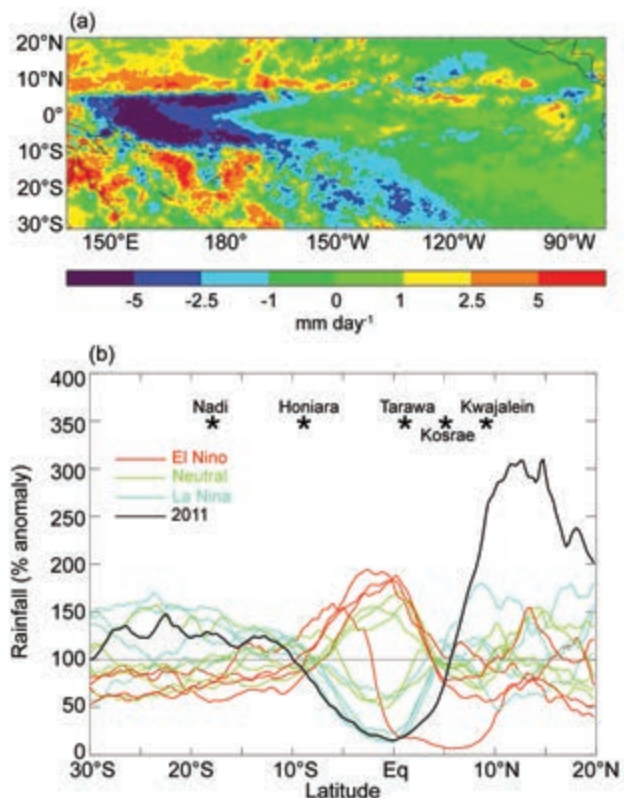 (a)
20°N
10°N
0°
10°S
20°S
30°S
150°E 180° 150°W 120°W 90°W
-5 -2.5 -1 0 1 2.5 5
mm day-1
(b)
400
350
300
250
200
150
100
50
0
Rainfall (% anomaly)
Nadi Honiara Tarawa Kwajalein
Kosrae
El Nino
Neutral
La Nina
2011
30°S 20°S 10°S Eq 10°N 20°N
Latitude